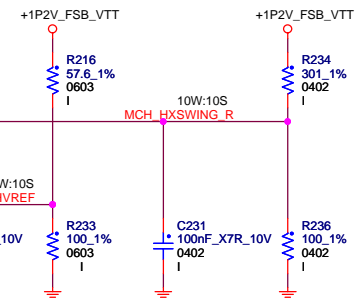 +1P2V_FSB_VTT
+1P2V_FSB_VTT
R216
57.6_1%
0603
I
R234
301_1%
0402
I
10W:10S
MCH_HXSWING_R
W:10S
IVREF
_10V
R233
100_1%
0603
I
C231
100nF_X7R_10V
0402
I
R236
100_1%
0402
I